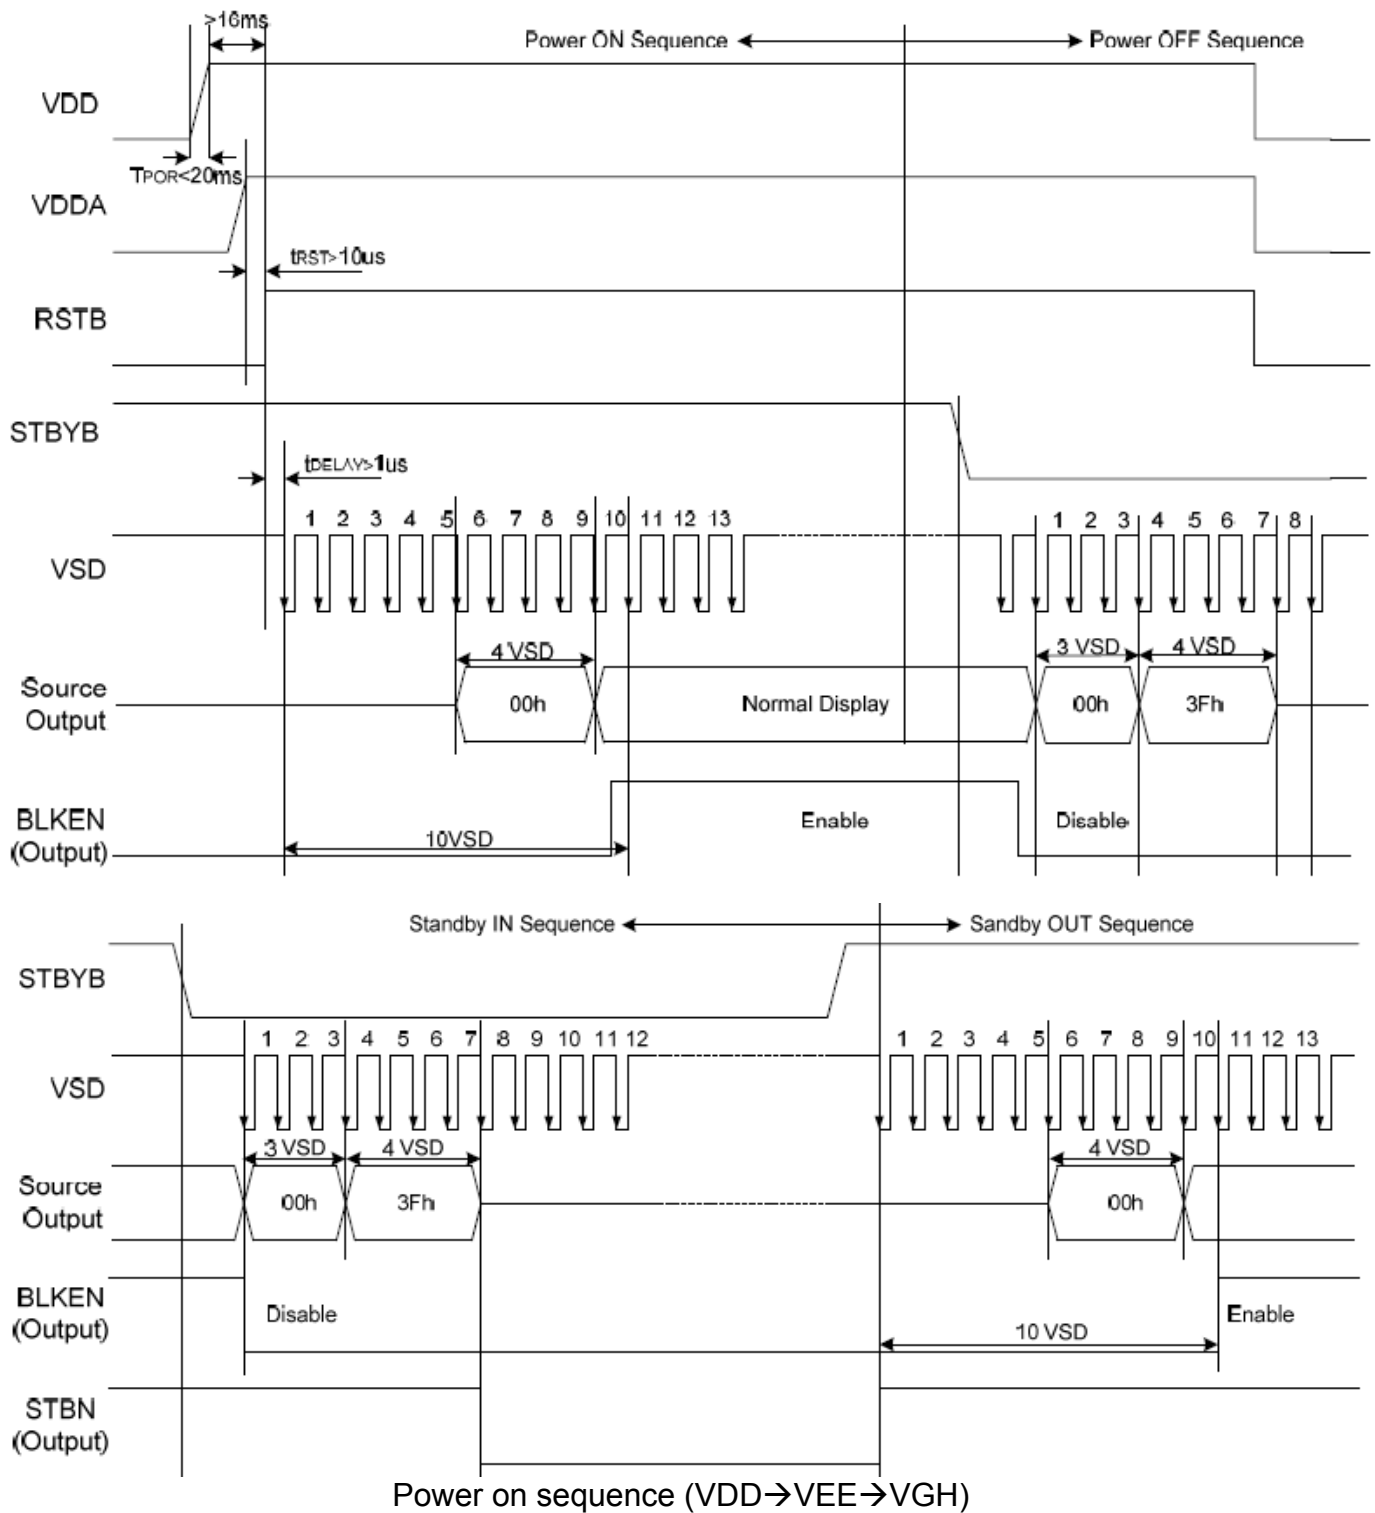 >16ms
Power ON Sequence
Power OFF Sequence
VDD
TPOR<20ms
VDDA
tRST>10us
RSTB
STBYB
tDELAY>1us
1 2 3 4 5 6 7 8 9 10 11 12 13
1 2 3 4 5 6 7 8
VSD
4 VSD
3 VSD
4 VSD
Source
Output
00h
Normal Display
00h
3Fh
BLKEN
(Output)
10VSD
Enable
Disable
Standby IN Sequence
Sandby OUT Sequence
STBYB
1 2 3 4 5 6 7 8 9 10 11 12
1 2 3 4 5 6 7 8 9 10 11 12 13
VSD
3 VSD
4 VSD
4 VSD
Source
Output
00h
3Fh
00h
BLKEN
(Output)
Disable
10 VSD
Enable
STBN
(Output)
Power on sequence (VDD→VEE→VGH)